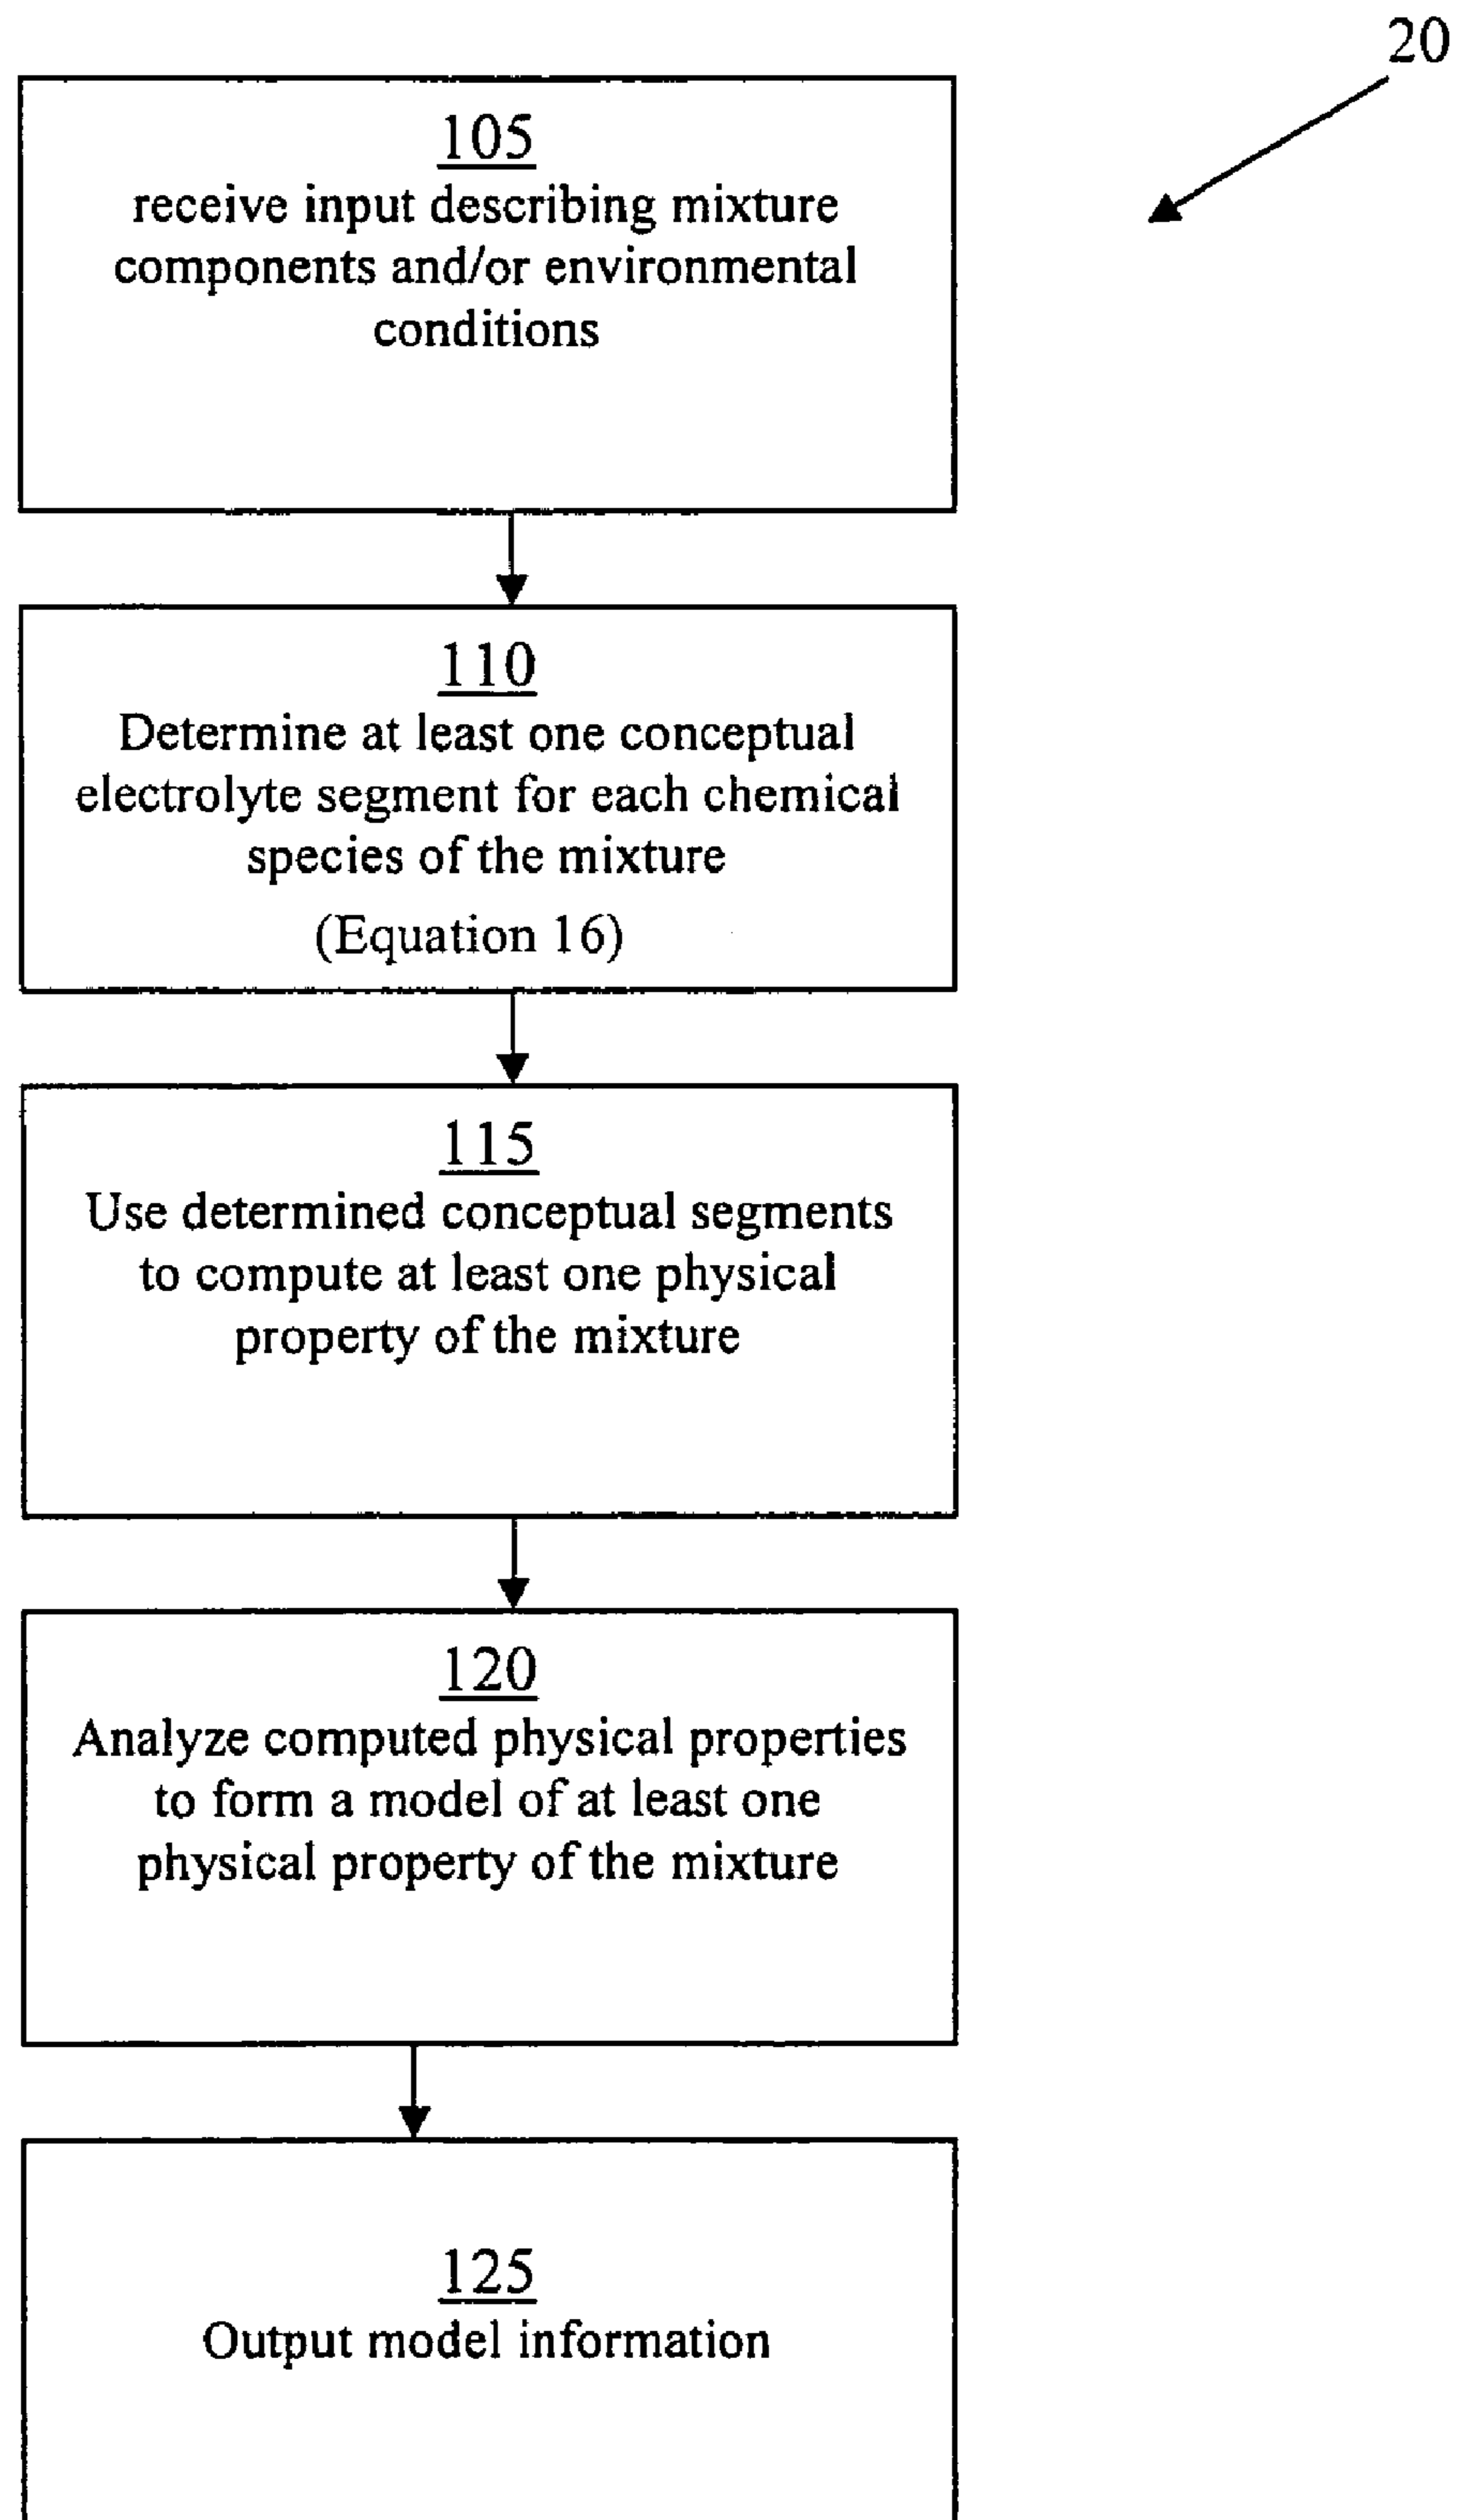 20
105
receive input describing mixture
components and/or environmental
conditions
110
Determine at least one conceptual
electrolyte segment for each chemical
species of the mixture
(Equation 16)
115
Use determined conceptual segments
to compute at least one physical
property of the mixture
120
Analyze computed physical properties
to form a model of at least one
physical property of the mixture
125
Output model information